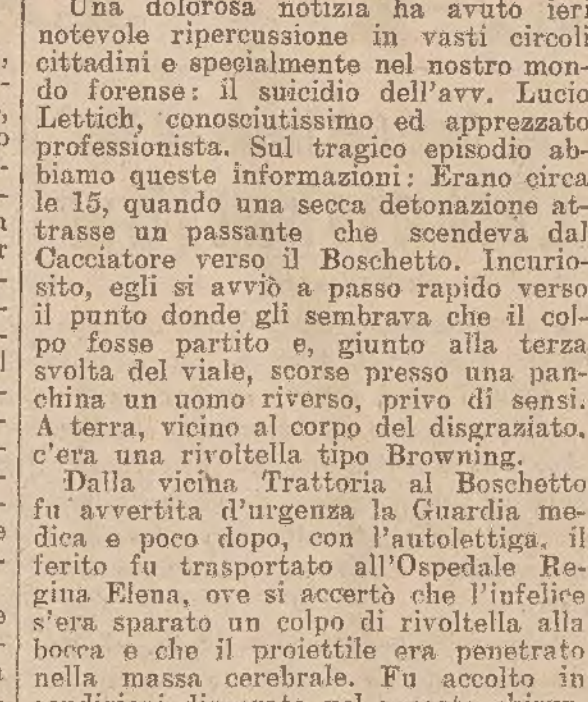 Una dolorosa notizia ha avuto ieri
notevole ripercussione in vasti circoli
cittadini e specialmente nel nostro mon-
do forense: il suicidio dell'avv. Lucio
Lettich, conosciutissimo ed apprezzato
professionista. Sul tragico episodio ab-
biamo queste informazioni: Erano circa
le 15, quando una secca detonazione at-
trasse un passante che scendeva dal
Cacciatore verso il Boschetto. Incurio-
sito, egli si avviò a passo rapido verso
il punto donde gli sembrava che il col-
po fosse partito e, giunto alla terza
svolta del viale, scorse presso una pan-
china un uomo riverso, privo di sensi.
A terra, vicino al corpo del disgraziato,
c'era una rivoltella tipo Browning.
Dalla vicina Trattoria al Boschetto
fu avvertita d'urgenza la Guardia me-
dica e poco dopo, con l'autolettiga, il
ferito fu trasportato all'Ospedale Re-
gina Elena, ove si accertò che l'infelice
s'era sparato un colpo di rivoltella alla
bocca e che il proiettile era penetrato
nella massa cerebrale. Fu accolto in